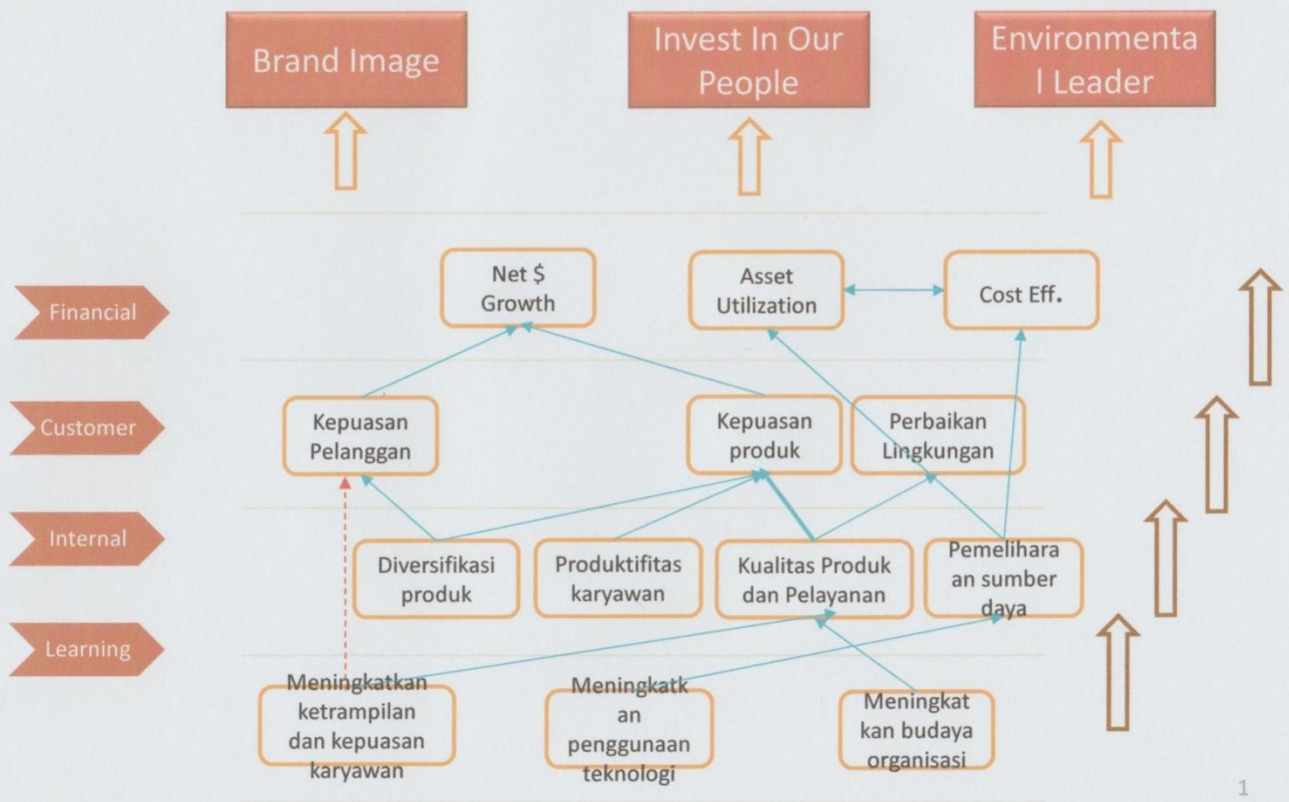 Brand Image
Invest In Our
People
Environmenta
l Leader
Financial
Net $
Growth
Asset
Utilization
Cost Eff.
Customer
Kepuasan
Pelanggan
Kepuasan
produk
Perbaikan
Lingkungan
Internal
Diversifikasi
produk
Produktifitas
karyawan
Kualitas Produk
dan Pelayanan
Pemelihara
an sumber
daya
Learning
Meningkatkan
ketrampilan
dan kepuasan
karyawan
Meningkatk
an
penggunaan
teknologi
Meningkat
kan budaya
organisasi
1